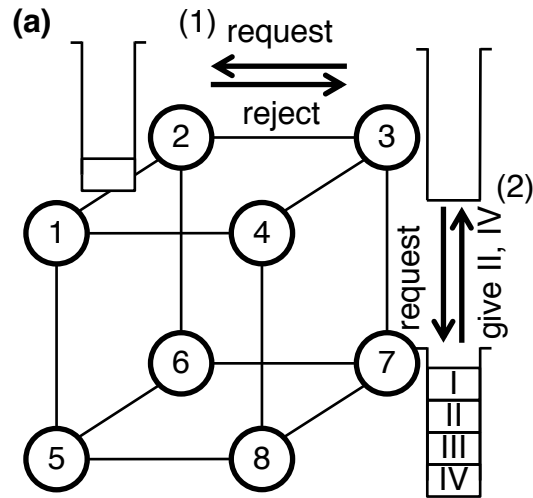 (a)
(1)
request
reject
2
3
(2)
1
4
request
give II, IV
6
7
I
II
III
IV
5
8